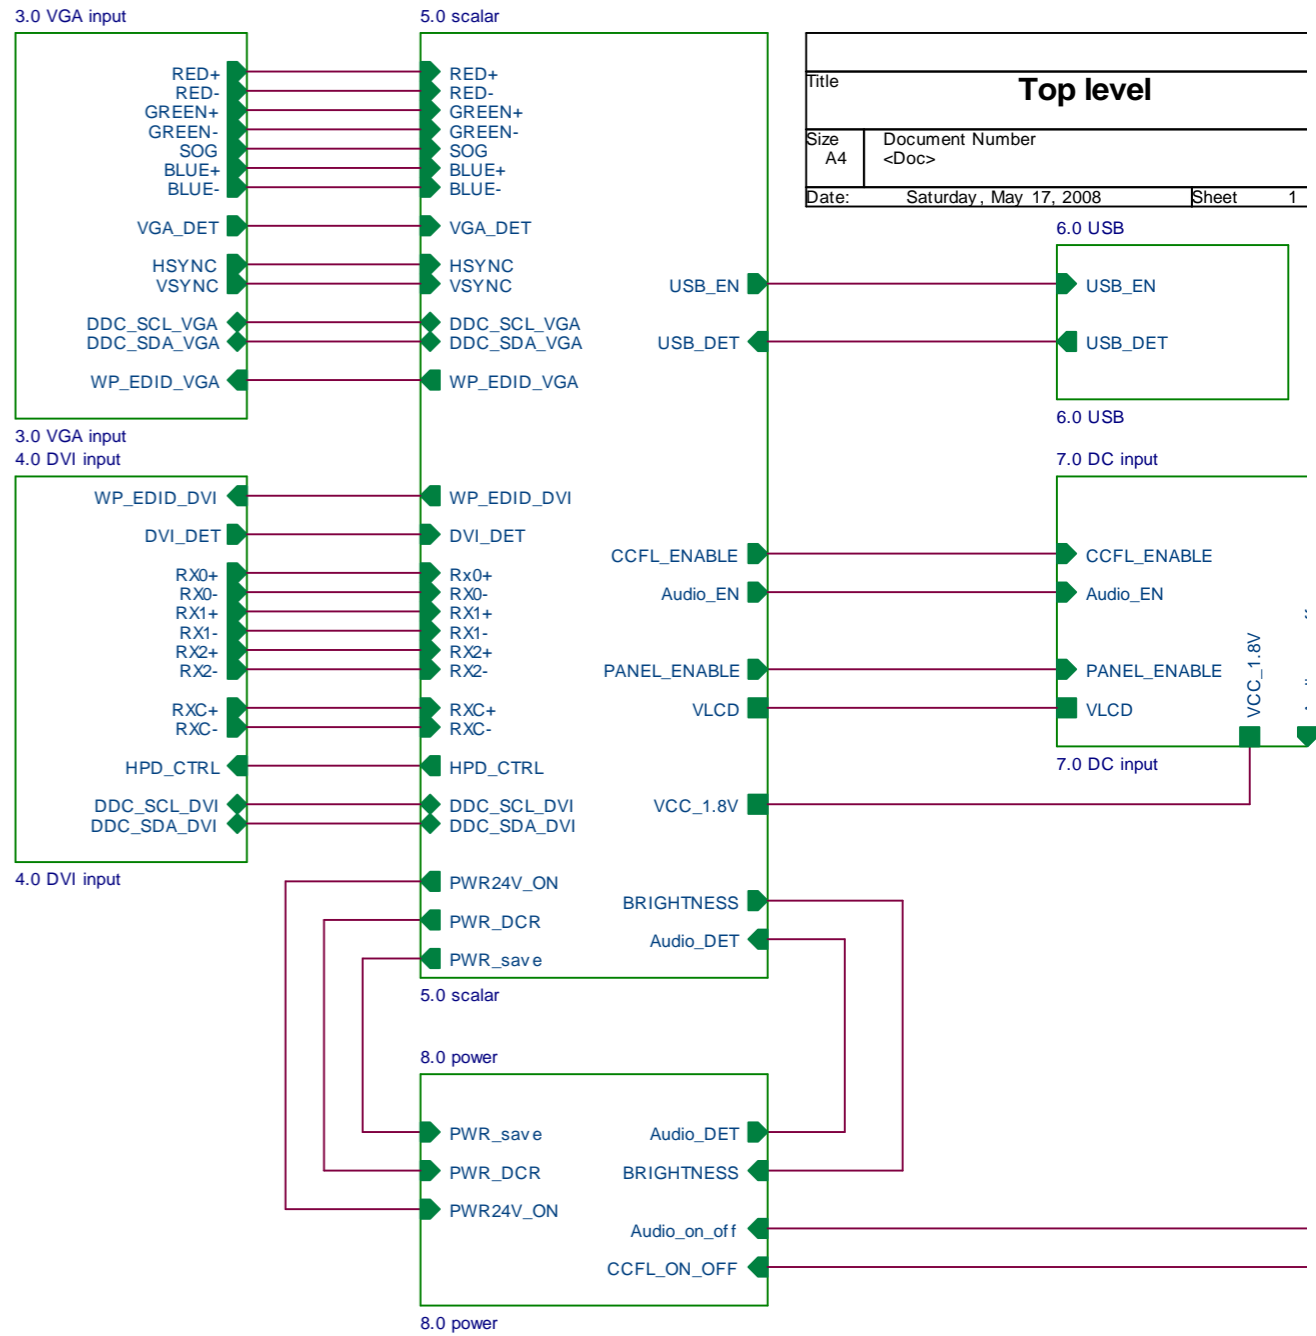 3.0 VGA input
RED+
RED-
GREEN+
GREEN-
SOG
BLUE+
BLUE-
VGA_DET
HSYNC
VSYNC
DDC_SCL_VGA
DDC_SDA_VGA
WP_EDID_VGA
3.0 VGA input
4.0 DVI input
WP_EDID_DVI
DVI_DET
RX0+
RX0-
RX1+
RX1-
RX2+
RX2-
RXC+
RXC-
HPD_CTRL
DDC_SCL_DVI
DDC_SDA_DVI
4.0 DVI input
5.0 scalar
RED+
RED-
GREEN+
GREEN-
SOG
BLUE+
BLUE-
VGA_DET
HSYNC
VSYNC
DDC_SCL_VGA
DDC_SDA_VGA
WP_EDID_VGA
WP_EDID_DVI
DVI_DET
Rx0+
RX0-
RX1+
RX1-
RX2+
RX2-
RXC+
RXC-
HPD_CTRL
DDC_SCL_DVI
DDC_SDA_DVI
PWR24V_ON
PWR_DCR
PWR_save
USB_EN
USB_DET
CCFL_ENABLE
Audio_EN
PANEL_ENABLE
VLCD
VCC_1.8V
BRIGHTNESS
Audio_DET
5.0 scalar
Title
Top level
Size
A4
Document Number
<Doc>
Date: Saturday, May 17, 2008 Sheet 1
6.0 USB
USB_EN
USB_DET
6.0 USB
7.0 DC input
CCFL_ENABLE
Audio_EN
PANEL_ENABLE
VLCD
VCC_1.8V
7.0 DC input
8.0 power
PWR_save
PWR_DCR
PWR24V_ON
Audio_DET
BRIGHTNESS
Audio_on_off
CCFL_ON_OFF
8.0 power